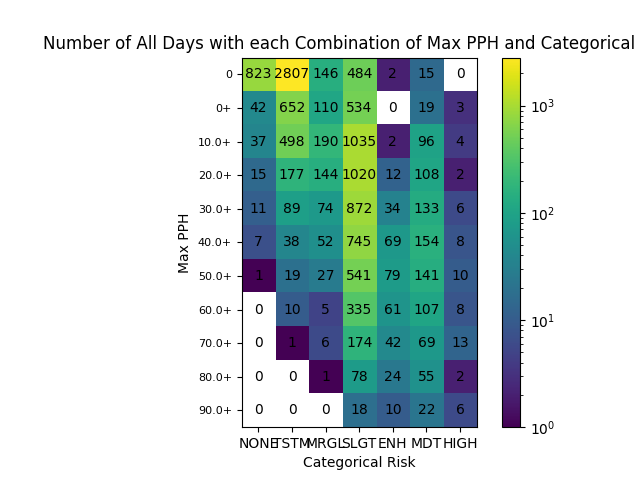 Number of All Days with each Combination of Max PPH and Categorical
0 823 2807 146 484 2 15 0
0+ 42 652 110 534 0 19 3
10.0+ 37 498 190 1035 2 96 4
20.0+ 15 177 144 1020 12 108 2
30.0+ 11 89 74 872 34 133 6
40.0+ 7 38 52 745 69 154 8
50.0+ 1 19 27 541 79 141 10
60.0+ 0 10 5 335 61 107 8
70.0+ 0 1 6 174 42 69 13
80.0+ 0 0 1 78 24 55 2
90.0+ 0 0 0 18 10 22 6
NONE TSTM MRGL SLGT ENH MDT HIGH
Categorical Risk
Max PPH
10³
10²
10¹
10⁰